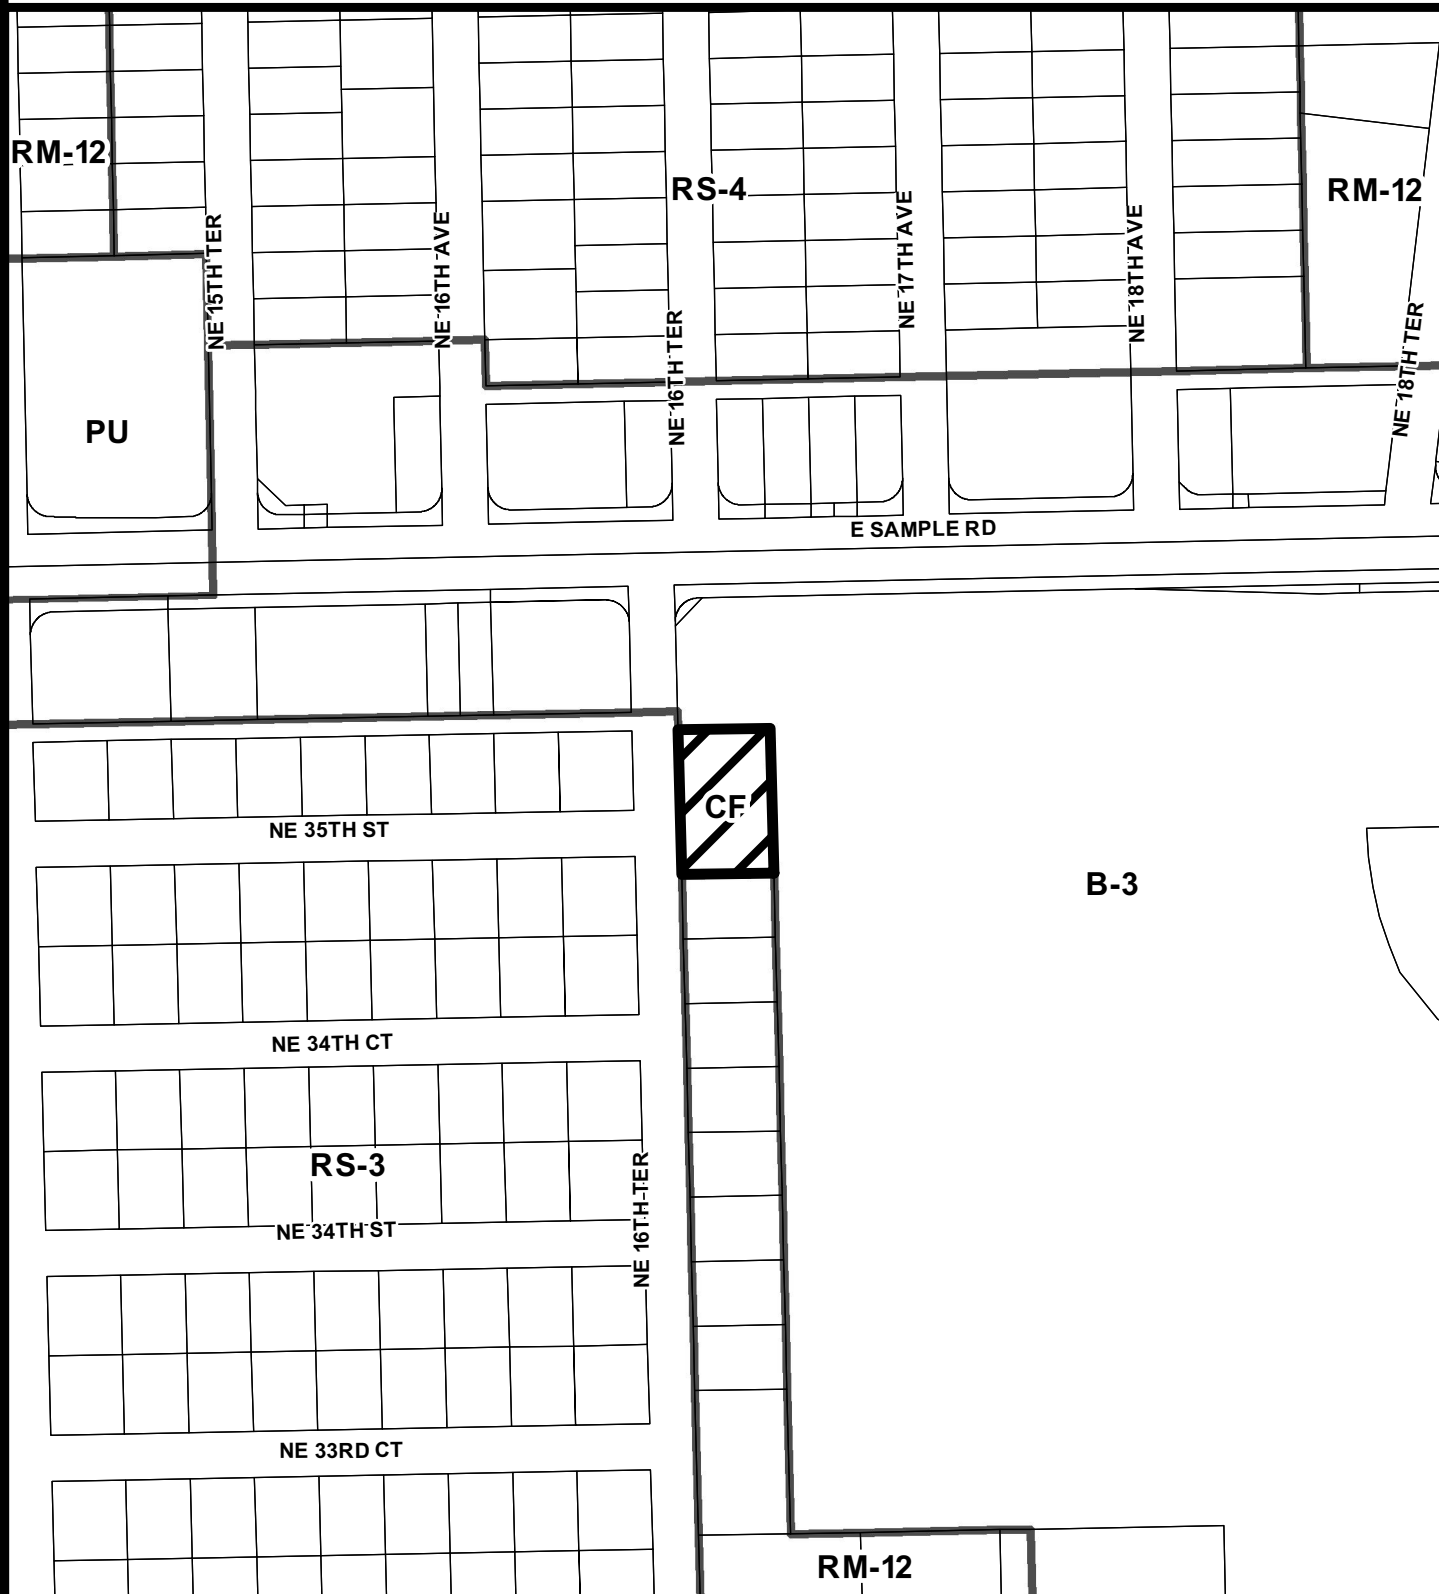 RM-12
RS-4
RM-12
NE 15TH TER
NE 16TH AVE
NE 16TH TER
NE 17TH AVE
NE 18TH AVE
NE 18TH TER
PU
E SAMPLE RD
CF
NE 35TH ST
B-3
NE 34TH CT
RS-3
NE 16TH TER
NE 34TH ST
NE 33RD CT
RM-12